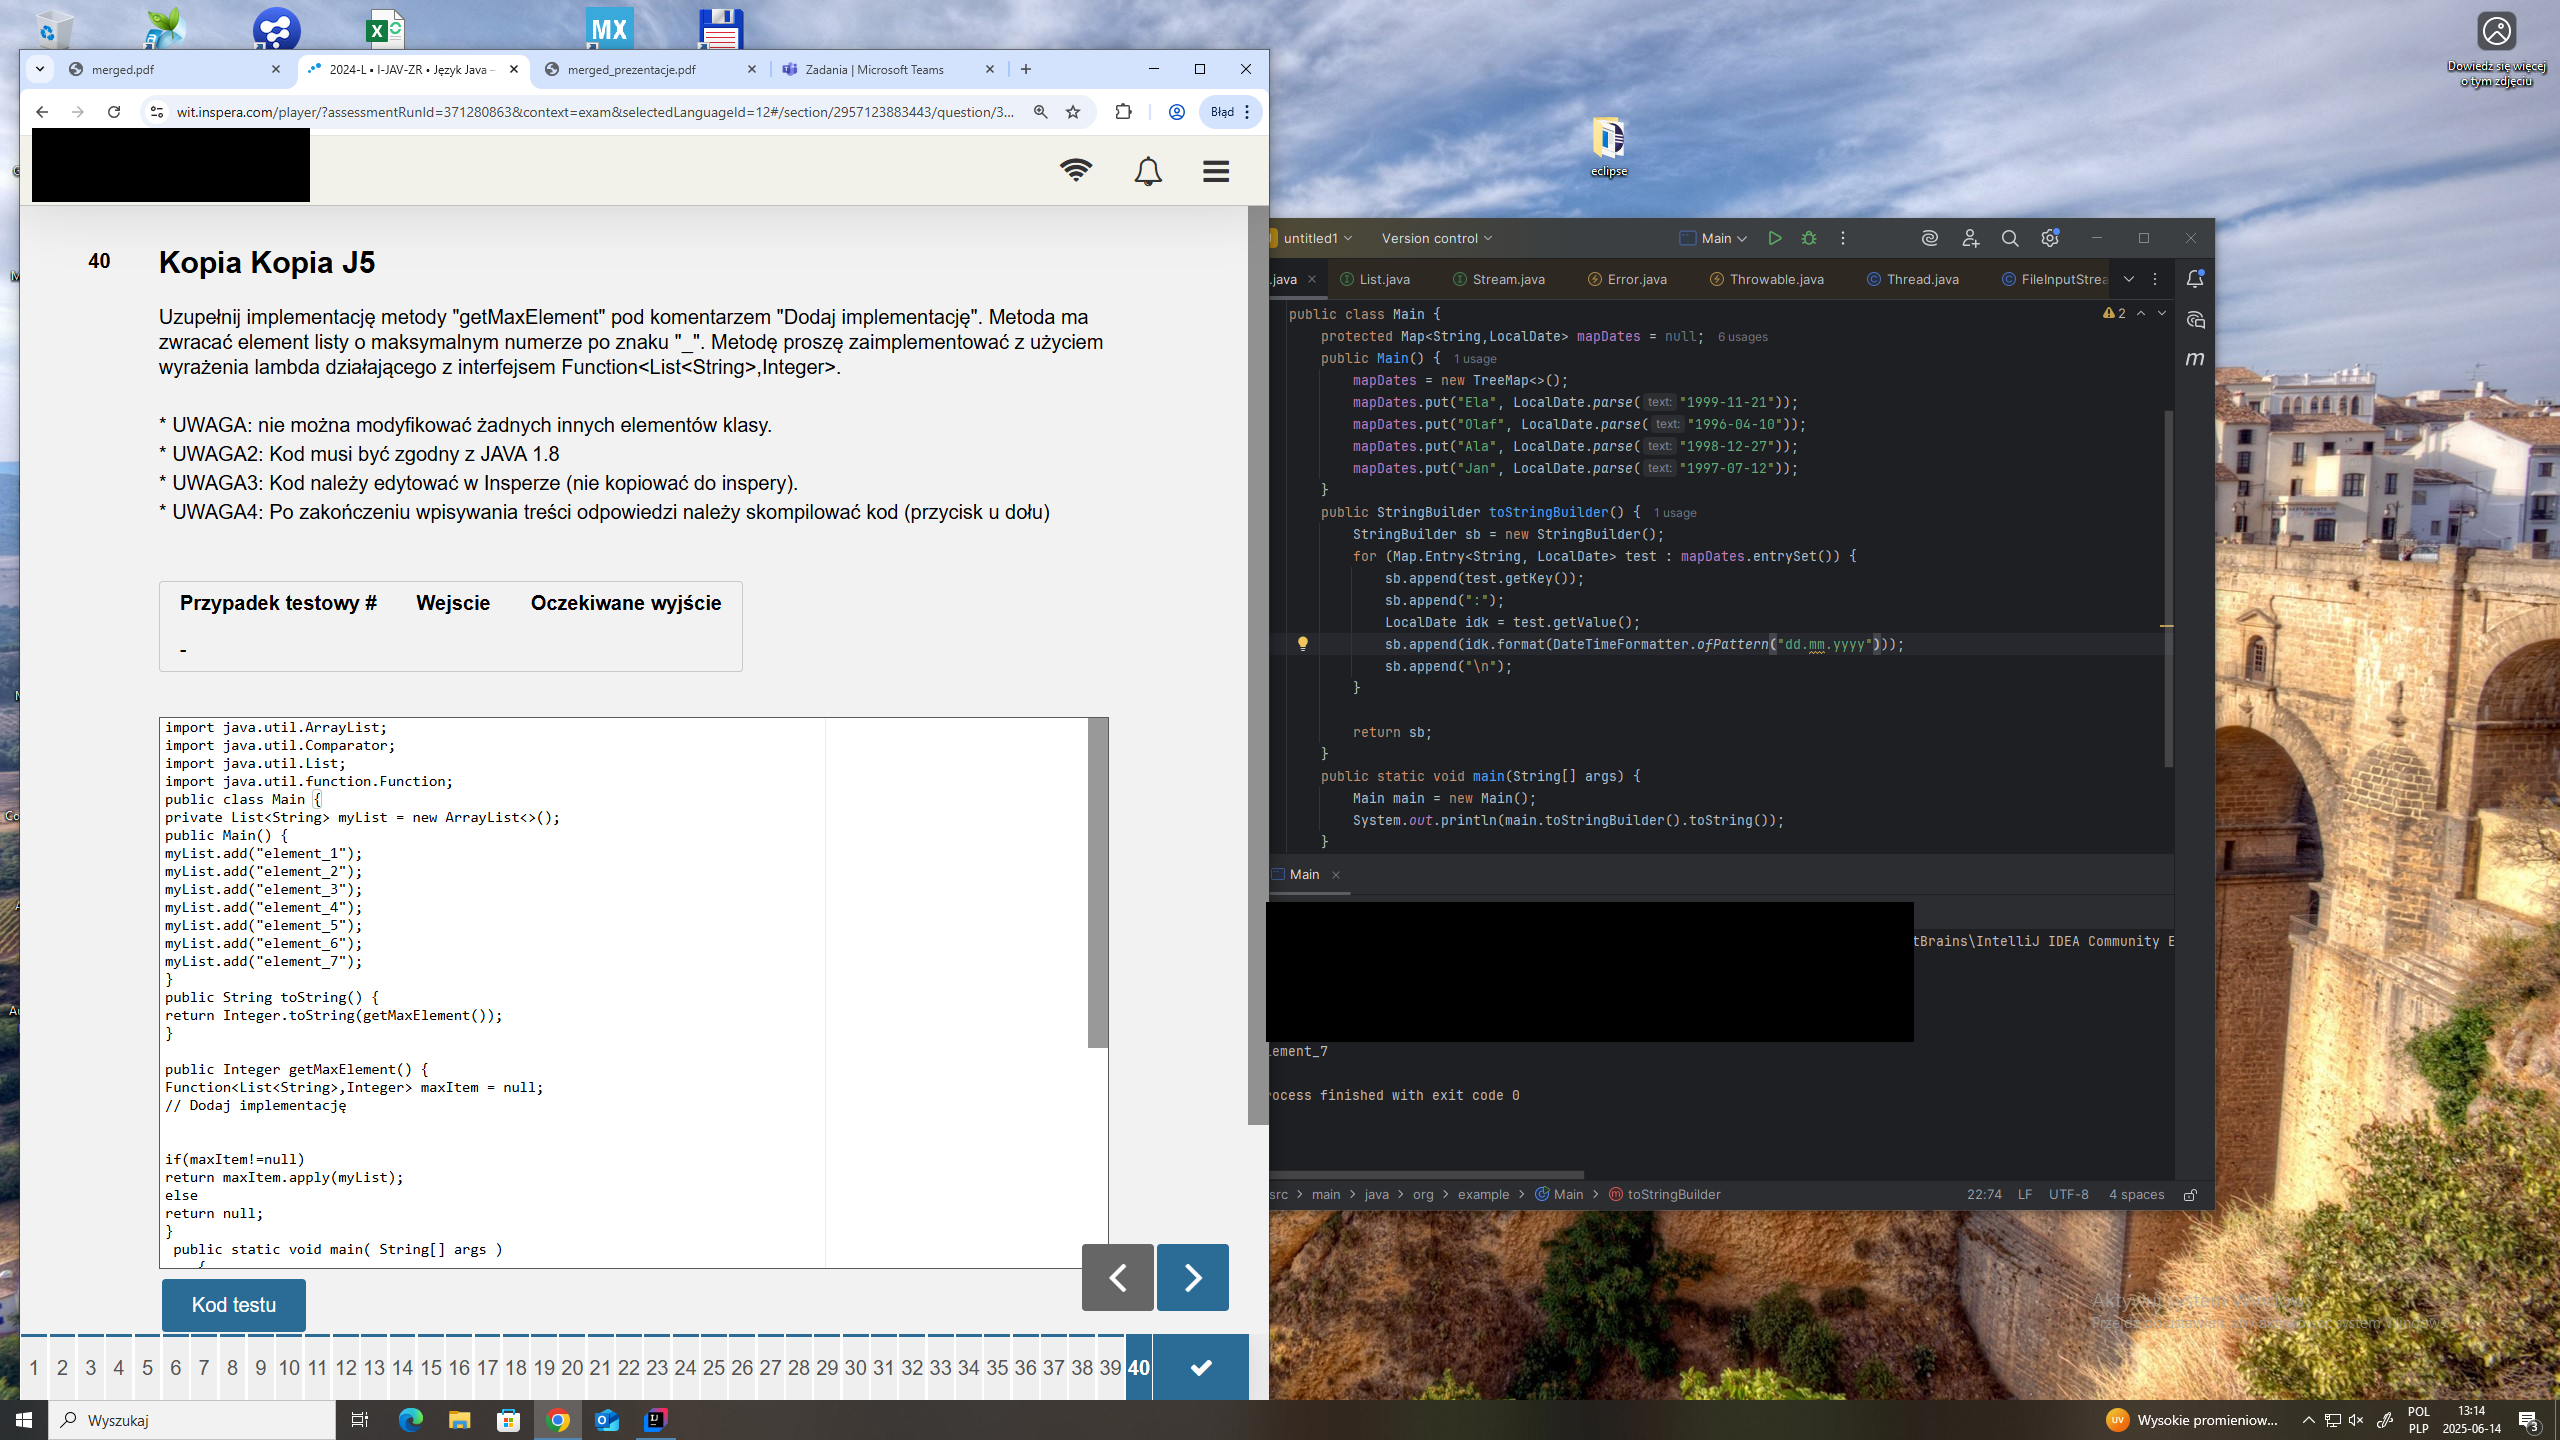 Dowiedz się więcej
o tym zdjęciu
eclipse
merged.pdf
2024-L • I-JAV-ZR • Język Java –
merged_prezentacje.pdf
Zadania | Microsoft Teams
wit.inspera.com/player/?assessmentRunId=371280863&context=exam&selectedLanguageId=12#/section/2957123883443/question/3...
Błąd
40
Kopia Kopia J5
Uzupełnij implementację metody "getMaxElement" pod komentarzem "Dodaj implementację". Metoda ma
zwracać element listy o maksymalnym numerze po znaku "_". Metodę proszę zaimplementować z użyciem
wyrażenia lambda działającego z interfejsem Function<List<String>,Integer>.
* UWAGA: nie można modyfikować żadnych innych elementów klasy.
* UWAGA2: Kod musi być zgodny z JAVA 1.8
* UWAGA3: Kod należy edytować w Insperze (nie kopiować do inspery).
* UWAGA4: Po zakończeniu wpisywania treści odpowiedzi należy skompilować kod (przycisk u dołu)
Przypadek testowy # Wejscie Oczekiwane wyjście
-
import java.util.ArrayList;
import java.util.Comparator;
import java.util.List;
import java.util.function.Function;
public class Main {
private List<String> myList = new ArrayList<>();
public Main() {
myList.add("element_1");
myList.add("element_2");
myList.add("element_3");
myList.add("element_4");
myList.add("element_5");
myList.add("element_6");
myList.add("element_7");
}
public String toString() {
return Integer.toString(getMaxElement());
}
public Integer getMaxElement() {
Function<List<String>,Integer> maxItem = null;
// Dodaj implementację
if(maxItem!=null)
return maxItem.apply(myList);
else
return null;
}
public static void main( String[] args )
{
Kod testu
1 2 3 4 5 6 7 8 9 10 11 12 13 14 15 16 17 18 19 20 21 22 23 24 25 26 27 28 29 30 31 32 33 34 35 36 37 38 39 40
untitled1 Version control Main
.java List.java Stream.java Error.java Throwable.java Thread.java FileInputStrea
public class Main { 2
protected Map<String,LocalDate> mapDates = null; 6 usages
public Main() { 1 usage
mapDates = new TreeMap<>();
mapDates.put("Ela", LocalDate.parse( text: "1999-11-21"));
mapDates.put("Olaf", LocalDate.parse( text: "1996-04-10"));
mapDates.put("Ala", LocalDate.parse( text: "1998-12-27"));
mapDates.put("Jan", LocalDate.parse( text: "1997-07-12"));
}
public StringBuilder toStringBuilder() { 1 usage
StringBuilder sb = new StringBuilder();
for (Map.Entry<String, LocalDate> test : mapDates.entrySet()) {
sb.append(test.getKey());
sb.append(":");
LocalDate idk = test.getValue();
sb.append(idk.format(DateTimeFormatter.ofPattern("dd.mm.yyyy")));
sb.append("\n");
}
return sb;
}
public static void main(String[] args) {
Main main = new Main();
System.out.println(main.toStringBuilder().toString());
}
Main
tBrains\IntelliJ IDEA Community E
lement_7
rocess finished with exit code 0
src main java org example Main toStringBuilder 22:74 LF UTF-8 4 spaces
Wyszukaj
Wysokie promieniow...
POL
PLP
13:14
2025-06-14
3